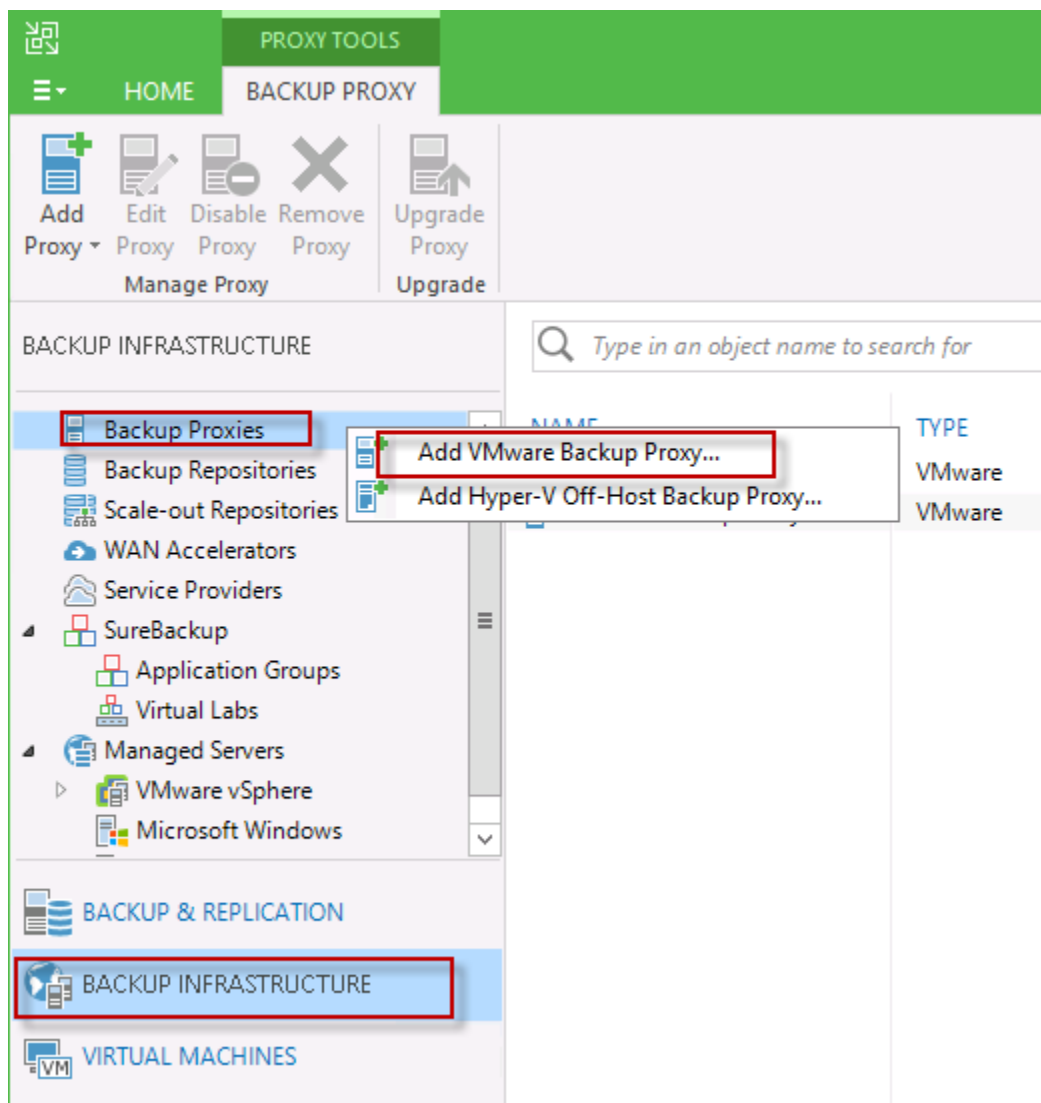 PROXY TOOLS
HOME
BACKUP PROXY
Add Proxy
Edit Proxy
Disable Proxy
Remove Proxy
Upgrade Proxy
Manage Proxy
Upgrade
BACKUP INFRASTRUCTURE
Type in an object name to search for
NAME
TYPE
Backup Proxies
Add VMware Backup Proxy...
Add Hyper-V Off-Host Backup Proxy...
VMware
VMware
Backup Repositories
Scale-out Repositories
WAN Accelerators
Service Providers
SureBackup
Application Groups
Virtual Labs
Managed Servers
VMware vSphere
Microsoft Windows
BACKUP & REPLICATION
BACKUP INFRASTRUCTURE
VM
VIRTUAL MACHINES